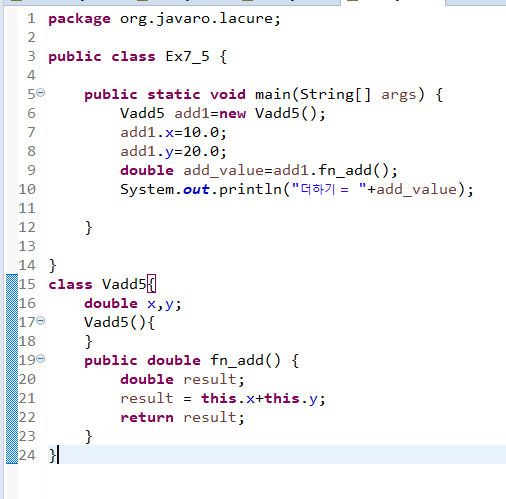 1 package org.javaro.lacure;
2
3 public class Ex7_5 {
4
5 public static void main(String[] args) {
6 Vadd5 add1=new Vadd5();
7 add1.x=10.0;
8 add1.y=20.0;
9 double add_value=add1.fn_add();
10 System.out.println("더하기 = "+add_value);
11
12 }
13
14 }
15 class Vadd5{
16 double x,y;
17 Vadd5(){
18 }
19 public double fn_add() {
20 double result;
21 result = this.x+this.y;
22 return result;
23 }
24 }